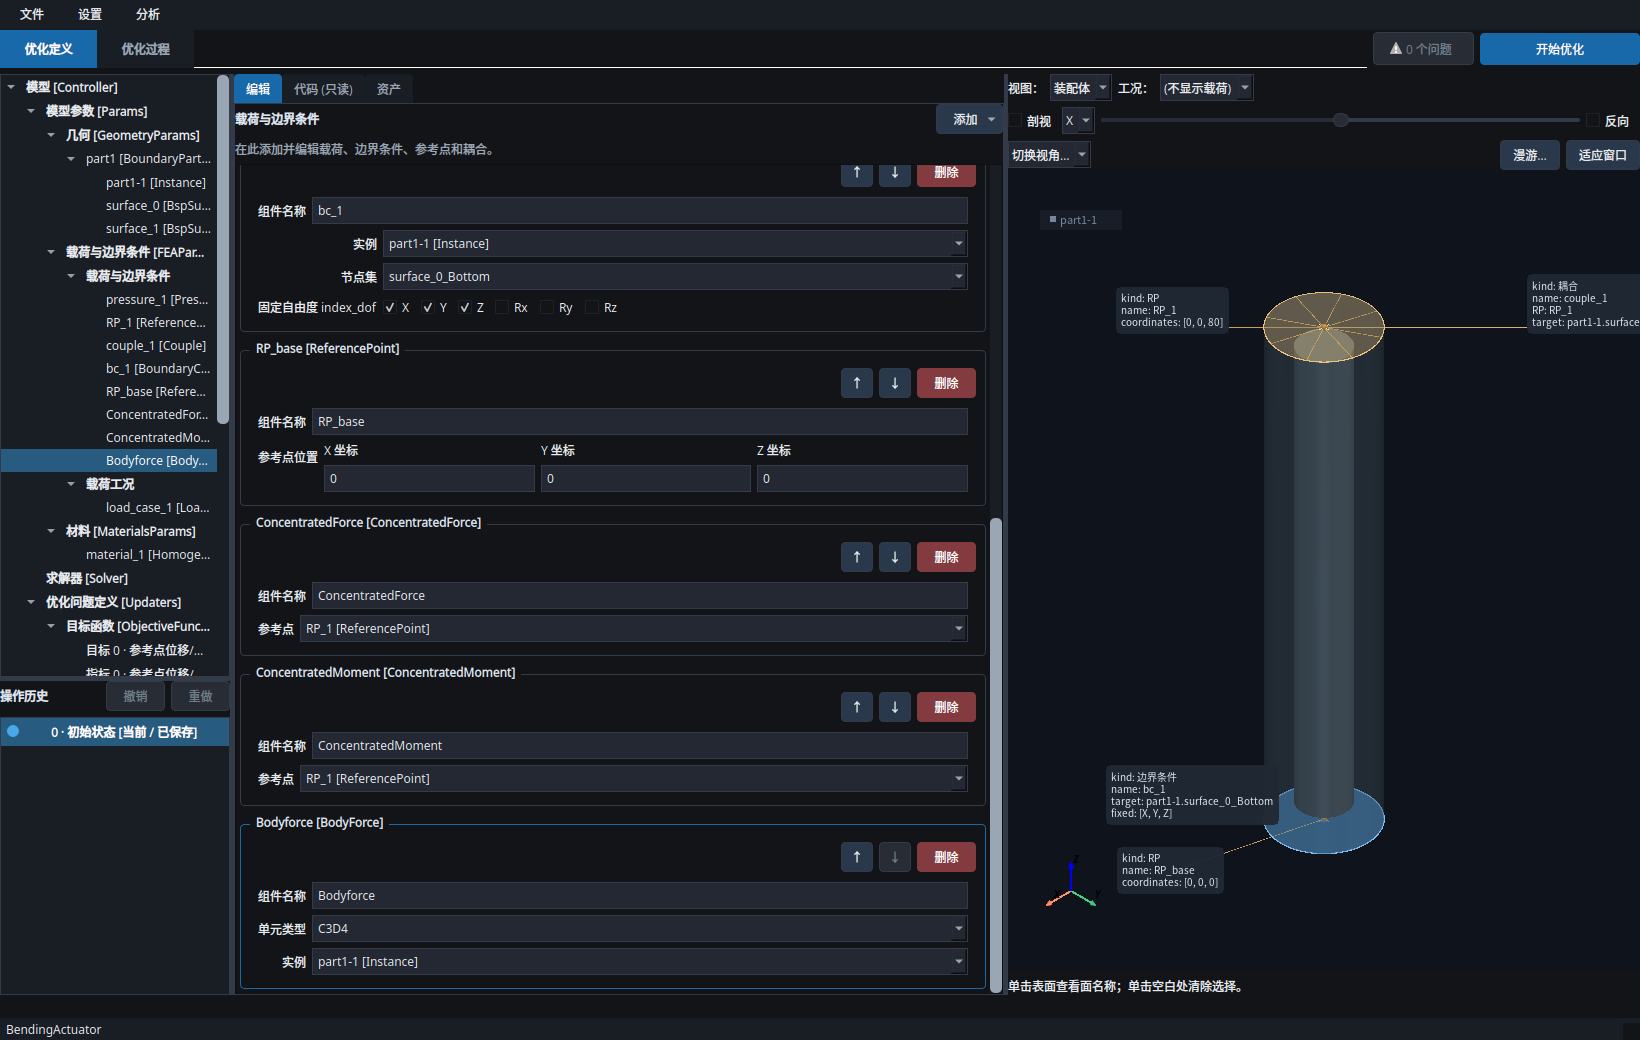 文件 设置 分析
优化定义 优化过程 0 个问题 开始优化
模型 [Controller]
模型参数 [Params]
几何 [GeometryParams]
part1 [BoundaryPart...
part1-1 [Instance]
surface_0 [BspSu...
surface_1 [BspSu...
载荷与边界条件 [FEAPar...
载荷与边界条件
pressure_1 [Pres...
RP_1 [Reference...
couple_1 [Couple]
bc_1 [BoundaryC...
RP_base [Refere...
ConcentratedFor...
ConcentratedMo...
Bodyforce [Body...
载荷工况
load_case_1 [Loa...
材料 [MaterialsParams]
material_1 [Homoge...
求解器 [Solver]
优化问题定义 [Updaters]
目标函数 [ObjectiveFunc...
目标 0 · 参考点位移/...
指标 0 · 参考点位移/
操作历史 撤销 重做
0 · 初始状态 [当前 / 已保存]
编辑 代码 (只读) 资产
载荷与边界条件 添加
在此添加并编辑载荷、边界条件、参考点和耦合。
↑ ↓ 删除
组件名称 bc_1
实例 part1-1 [Instance]
节点集 surface_0_Bottom
固定自由度 index_dof X Y Z Rx Ry Rz
RP_base [ReferencePoint]
↑ ↓ 删除
组件名称 RP_base
X 坐标 Y 坐标 Z 坐标
参考点位置 0 0 0
ConcentratedForce [ConcentratedForce]
↑ ↓ 删除
组件名称 ConcentratedForce
参考点 RP_1 [ReferencePoint]
ConcentratedMoment [ConcentratedMoment]
↑ ↓ 删除
组件名称 ConcentratedMoment
参考点 RP_1 [ReferencePoint]
Bodyforce [BodyForce]
↑ ↓ 删除
组件名称 Bodyforce
单元类型 C3D4
实例 part1-1 [Instance]
视图： 装配体 工况： (不显示载荷)
剖视 X 反向
切换视角... 漫游... 适应窗口
part1-1
kind: RP
name: RP_1
coordinates: [0, 0, 80]
kind: 耦合
name: couple_1
RP: RP_1
target: part1-1.surface
kind: 边界条件
name: bc_1
target: part1-1.surface_0_Bottom
fixed: [X, Y, Z]
kind: RP
name: RP_base
coordinates: [0, 0, 0]
Z
单击表面查看面名称；单击空白处清除选择。
BendingActuator